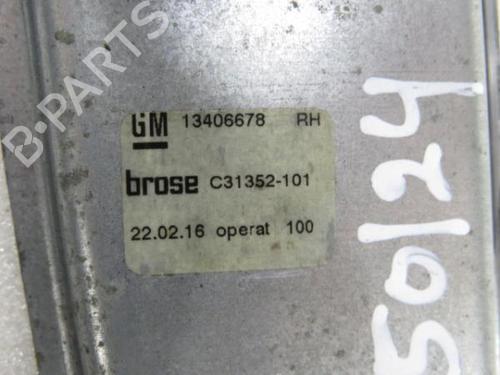 GM 13406678 RH
brose C31352-101
22.02.16 operat 100
50124
B-PARTS